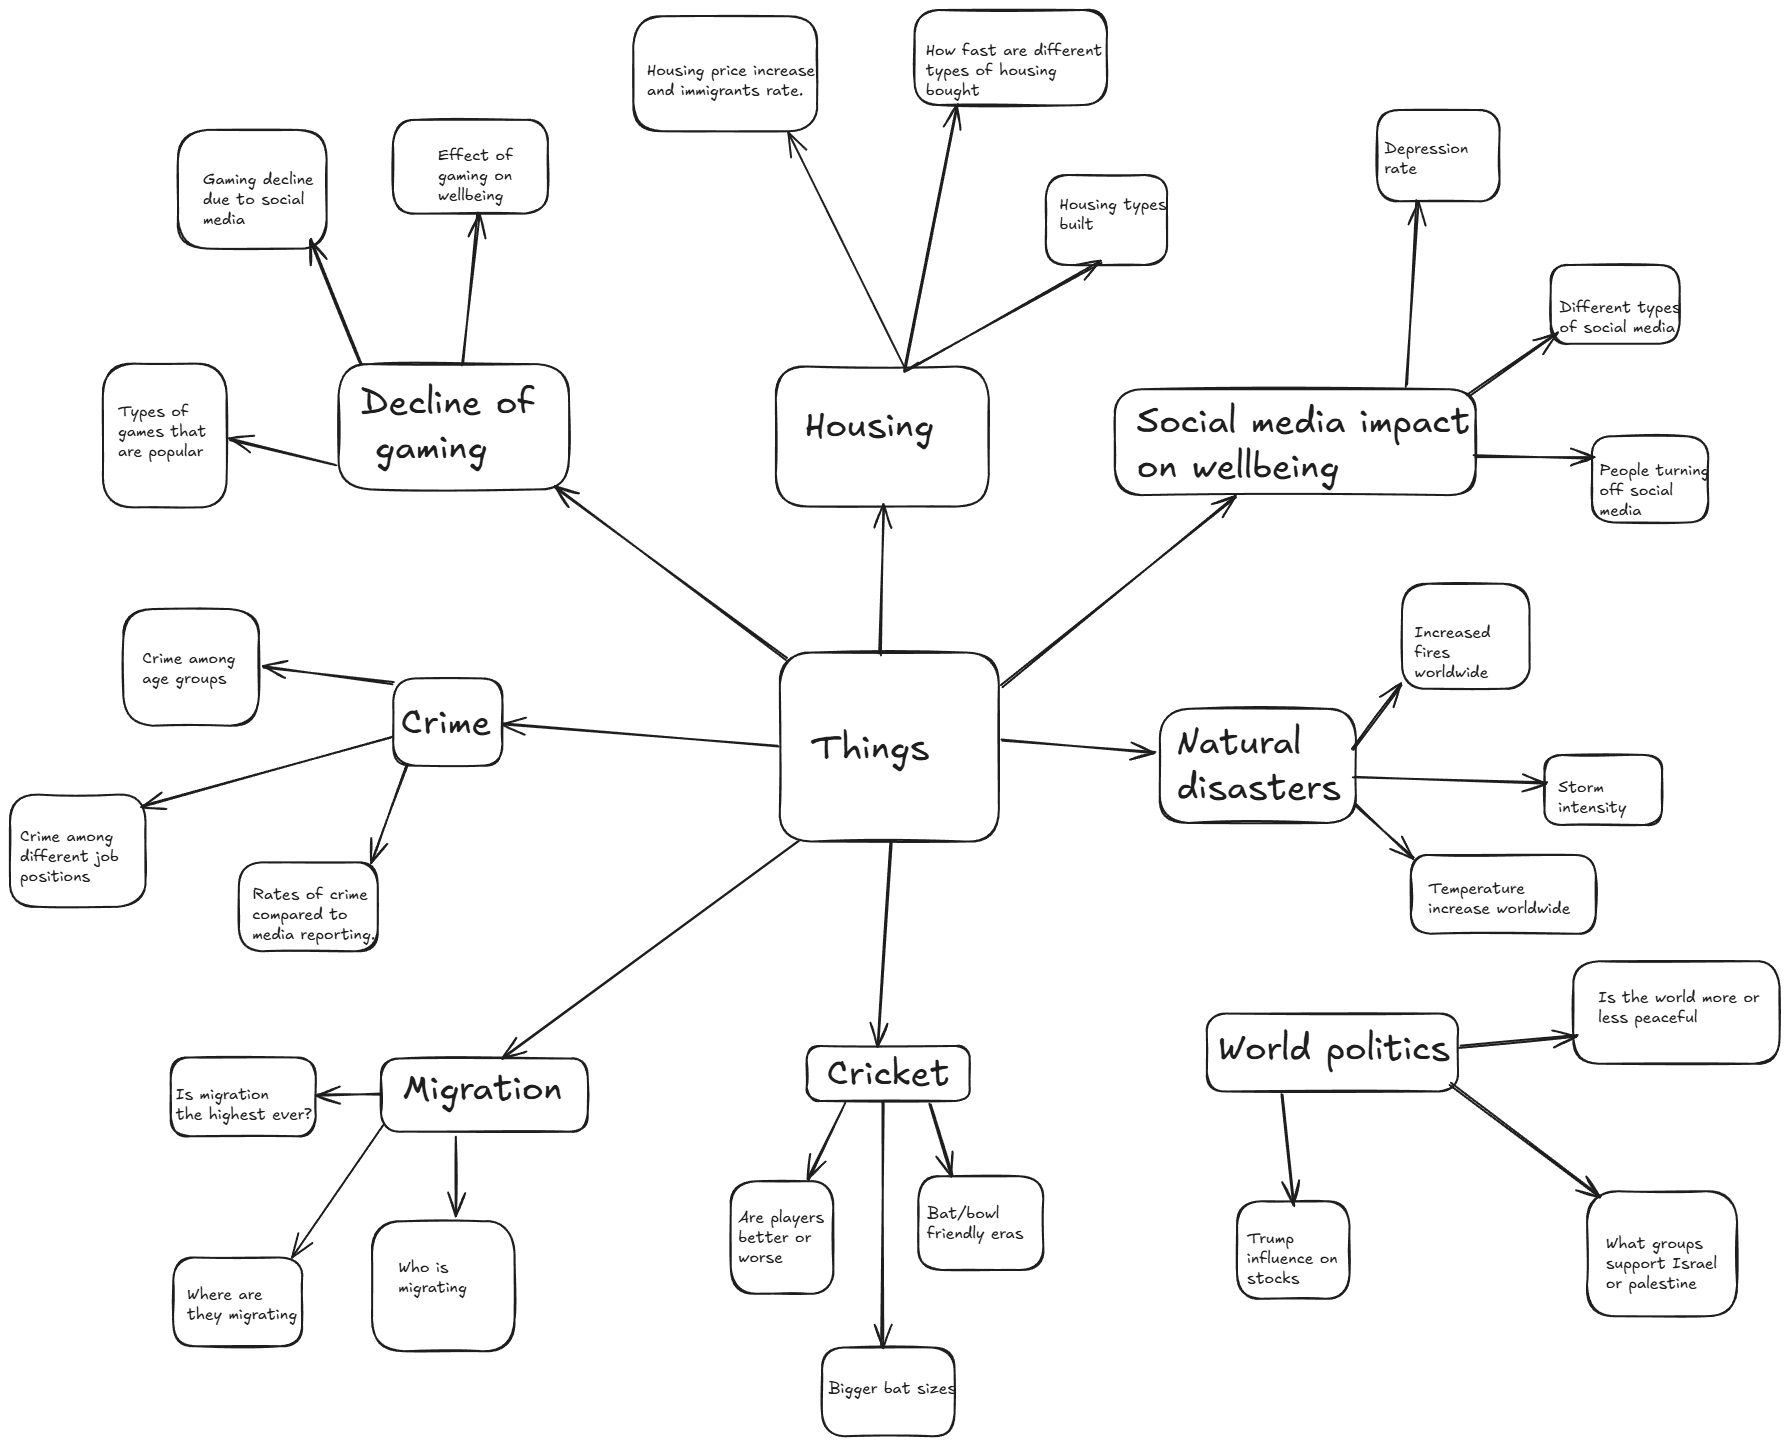 Housing price increase
and immigrants rate.
How fast are different
types of housing
bought
Gaming decline
due to social
media
Effect of
gaming on
wellbeing
Housing types
built
Depression
rate
Different types
of social media
Types of
games that
are popular
Decline of
gaming
Housing
Social media impact
on wellbeing
People turning
off social
media
Crime among
age groups
Crime
Things
Natural
disasters
Increased
fires
worldwide
Storm
intensity
Temperature
increase worldwide
Crime among
different job
positions
Rates of crime
compared to
media reporting.
Is migration
the highest ever?
Migration
Where are
they migrating
Who is
migrating
Cricket
Are players
better or
worse
Bat/bowl
friendly eras
Bigger bat sizes
World politics
Is the world more or
less peaceful
Trump
influence on
stocks
What groups
support Israel
or palestine